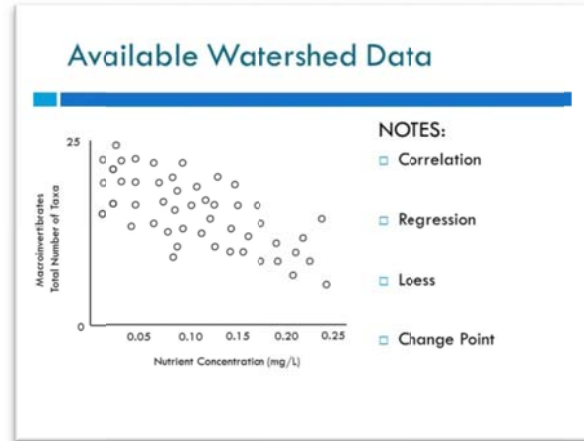 Available Watershed Data
25
Macroinvertibrates
Total Number of Taxa
0
0.05 0.10 0.15 0.20 0.25
Nutrient Concentration (mg/L)
NOTES:
Correlation
Regression
Loess
Change Point